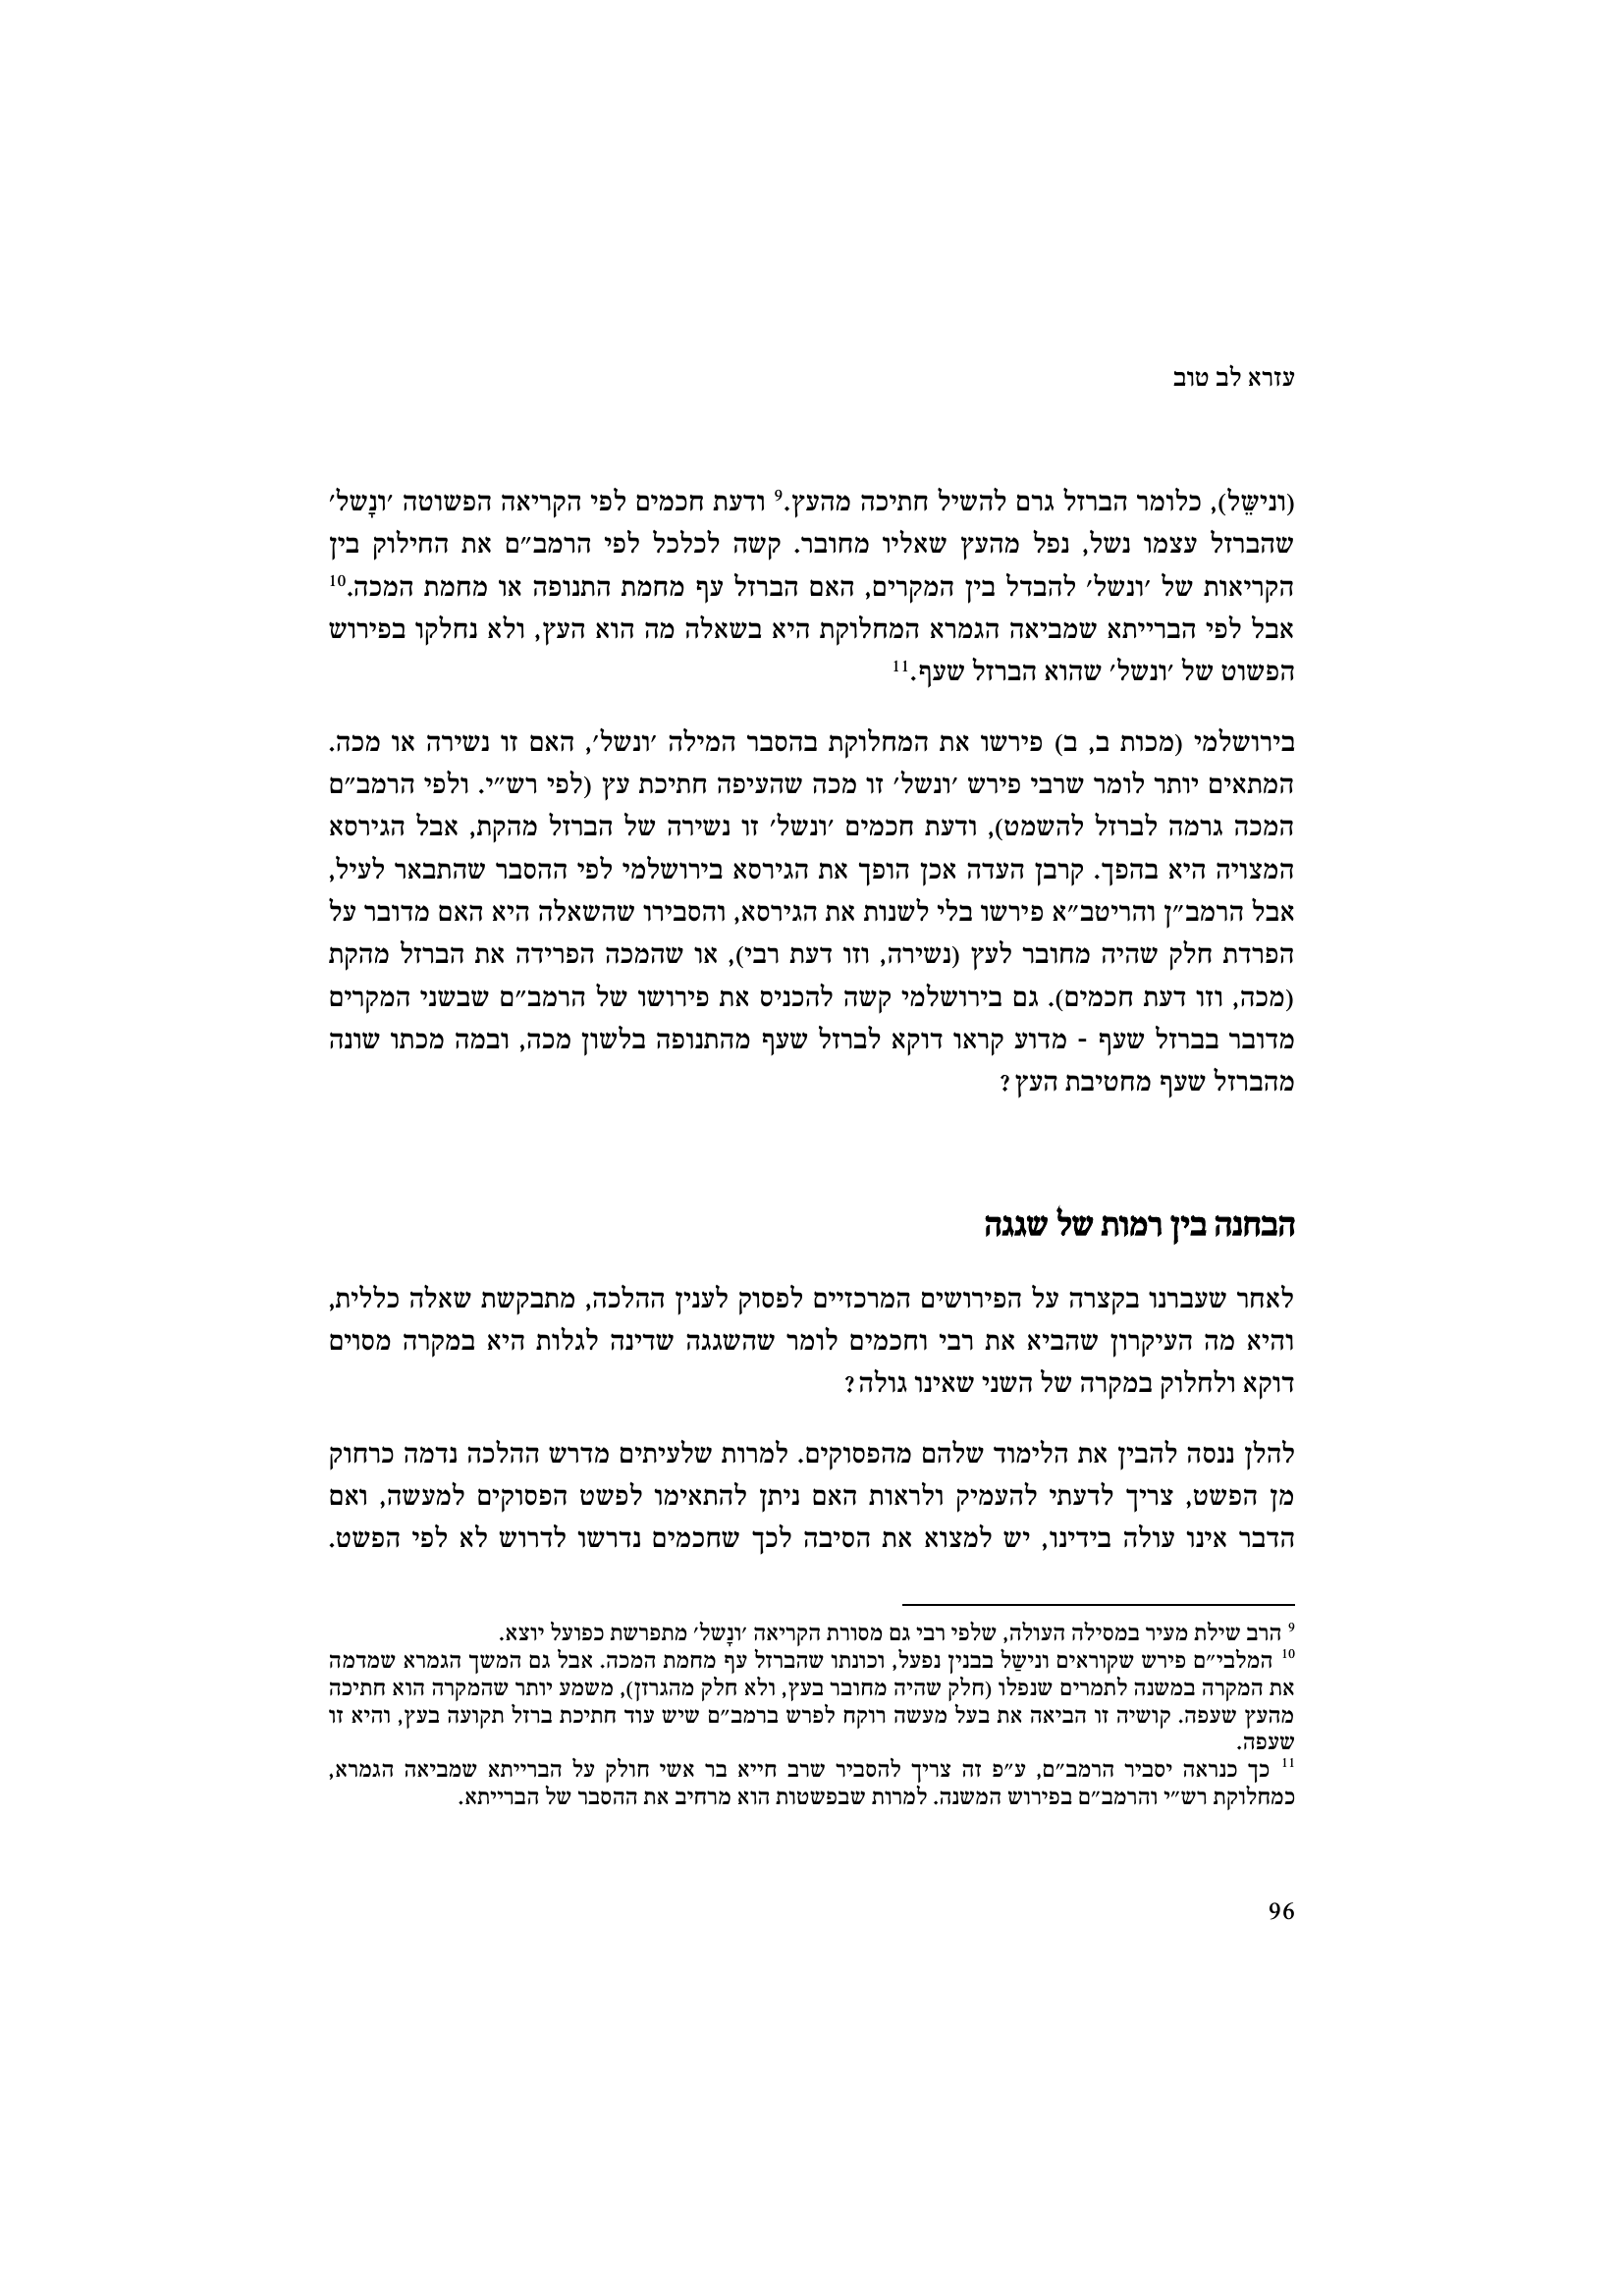 עזרא לב טוב
(ונישֵּל), כלומר הברזל גרם להשיל חתיכה מהעץ.⁹ ודעת חכמים לפי הקריאה הפשוטה ׳ונָשל׳
שהברזל עצמו נשל, נפל מהעץ שאליו מחובר. קשה לכלכל לפי הרמב״ם את החילוק בין
הקריאות של ׳ונשל׳ להבדל בין המקרים, האם הברזל עף מחמת התנופה או מחמת המכה.¹⁰
אבל לפי הברייתא שמביאה הגמרא המחלוקת היא בשאלה מה הוא העץ, ולא נחלקו בפירוש
הפשוט של ׳ונשל׳ שהוא הברזל שעף.¹¹
בירושלמי (מכות ב, ב) פירשו את המחלוקת בהסבר המילה ׳ונשל׳, האם זו נשירה או מכה.
המתאים יותר לומר שרבי פירש ׳ונשל׳ זו מכה שהעיפה חתיכת עץ (לפי רש״י. ולפי הרמב״ם
המכה גרמה לברזל להשמט), ודעת חכמים ׳ונשל׳ זו נשירה של הברזל מהקת, אבל הגירסא
המצויה היא בהפך. קרבן העדה אכן הופך את הגירסא בירושלמי לפי ההסבר שהתבאר לעיל,
אבל הרמב״ן והריטב״א פירשו בלי לשנות את הגירסא, והסבירו שהשאלה היא האם מדובר על
הפרדת חלק שהיה מחובר לעץ (נשירה, וזו דעת רבי), או שהמכה הפרידה את הברזל מהקת
(מכה, וזו דעת חכמים). גם בירושלמי קשה להכניס את פירושו של הרמב״ם שבשני המקרים
מדובר בברזל שעף - מדוע קראו דוקא לברזל שעף מהתנופה בלשון מכה, ובמה מכתו שונה
מהברזל שעף מחטיבת העץ?
הבחנה בין רמות של שגגה
לאחר שעברנו בקצרה על הפירושים המרכזיים לפסוק לענין ההלכה, מתבקשת שאלה כללית,
והיא מה העיקרון שהביא את רבי וחכמים לומר שהשגגה שדינה לגלות היא במקרה מסוים
דוקא ולחלוק במקרה של השני שאינו גולה?
להלן ננסה להבין את הלימוד שלהם מהפסוקים. למרות שלעיתים מדרש ההלכה נדמה כרחוק
מן הפשט, צריך לדעתי להעמיק ולראות האם ניתן להתאימו לפשט הפסוקים למעשה, ואם
הדבר אינו עולה בידינו, יש למצוא את הסיבה לכך שחכמים נדרשו לדרוש לא לפי הפשט.
⁹ הרב שילת מעיר במסילה העולה, שלפי רבי גם מסורת הקריאה ׳ונָשל׳ מתפרשת כפועל יוצא.
¹⁰ המלבי״ם פירש שקוראים ונישַל בבנין נפעל, וכונתו שהברזל עף מחמת המכה. אבל גם המשך הגמרא שמדמה
את המקרה במשנה לתמרים שנפלו (חלק שהיה מחובר בעץ, ולא חלק מהגרזן), משמע יותר שהמקרה הוא חתיכה
מהעץ שעפה. קושיה זו הביאה את בעל מעשה רוקח לפרש ברמב״ם שיש עוד חתיכת ברזל תקועה בעץ, והיא זו
שעפה.
¹¹ כך כנראה יסביר הרמב״ם, ע״פ זה צריך להסביר שרב חייא בר אשי חולק על הברייתא שמביאה הגמרא,
כמחלוקת רש״י והרמב״ם בפירוש המשנה. למרות שבפשטות הוא מרחיב את ההסבר של הברייתא.
96